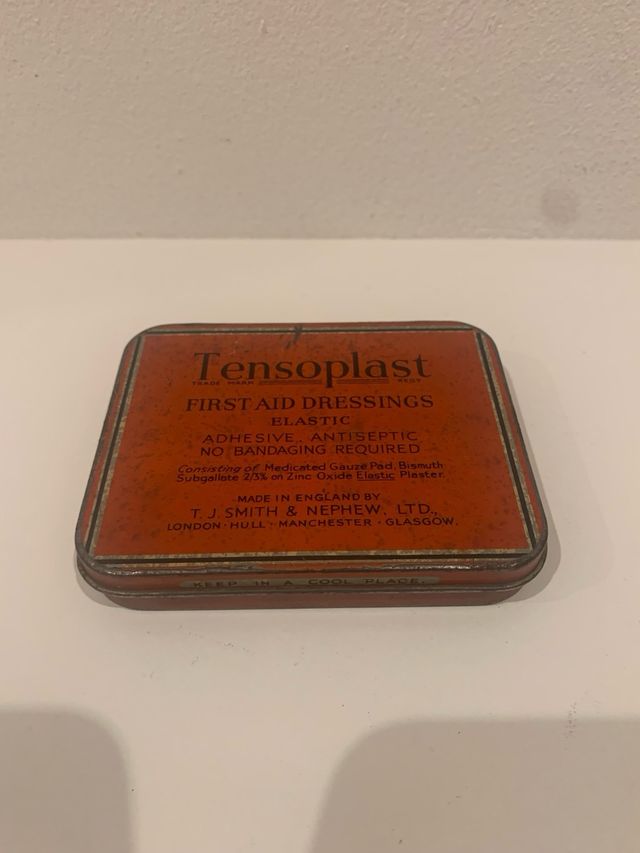 Tensoplast
TRADE MARK REGD
FIRST AID DRESSINGS
ELASTIC
ADHESIVE, ANTISEPTIC
NO BANDAGING REQUIRED
Consisting of Medicated Gauze Pad, Bismuth
Subgallate 2/3% on Zinc Oxide Elastic Plaster.
MADE IN ENGLAND BY
T. J. SMITH & NEPHEW, LTD.,
LONDON · HULL · MANCHESTER · GLASGOW.
KEEP IN A COOL PLACE.